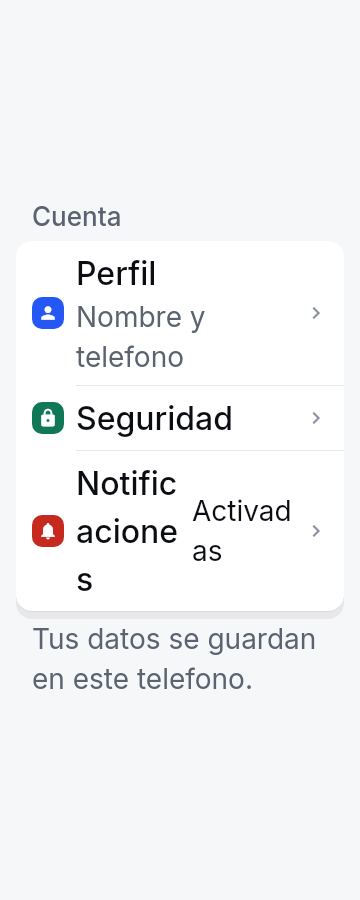 Cuenta
Perfil
Nombre y
telefono
Seguridad
Notific
acione
s
Activad
as
Tus datos se guardan
en este telefono.